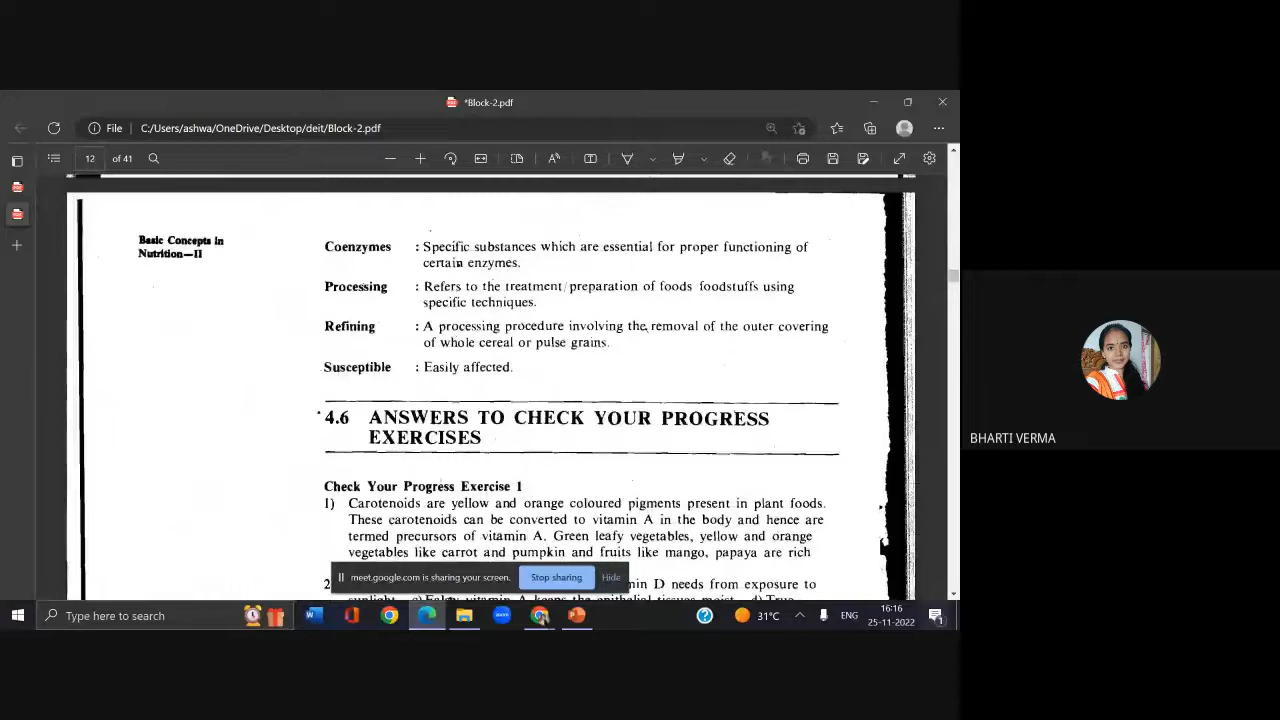 *Block-2.pdf
File
C:/Users/ashwa/OneDrive/Desktop/deit/Block-2.pdf
12 of 41
Basic Concepts in
Nutrition—II
Coenzymes : Specific substances which are essential for proper functioning of
certain enzymes.
Processing : Refers to the treatment/preparation of foods foodstuffs using
specific techniques.
Refining : A processing procedure involving the removal of the outer covering
of whole cereal or pulse grains.
Susceptible : Easily affected.
4.6 ANSWERS TO CHECK YOUR PROGRESS
EXERCISES
Check Your Progress Exercise 1
1) Carotenoids are yellow and orange coloured pigments present in plant foods.
These carotenoids can be converted to vitamin A in the body and hence are
termed precursors of vitamin A. Green leafy vegetables, yellow and orange
vegetables like carrot and pumpkin and fruits like mango, papaya are rich
meet.google.com is sharing your screen.
Stop sharing
Hide
2 min D needs from exposure to
vitamin A keeps the epithelial tissues moist d) True
BHARTI VERMA
Type here to search
31°C
ENG
16:16
25-11-2022
1